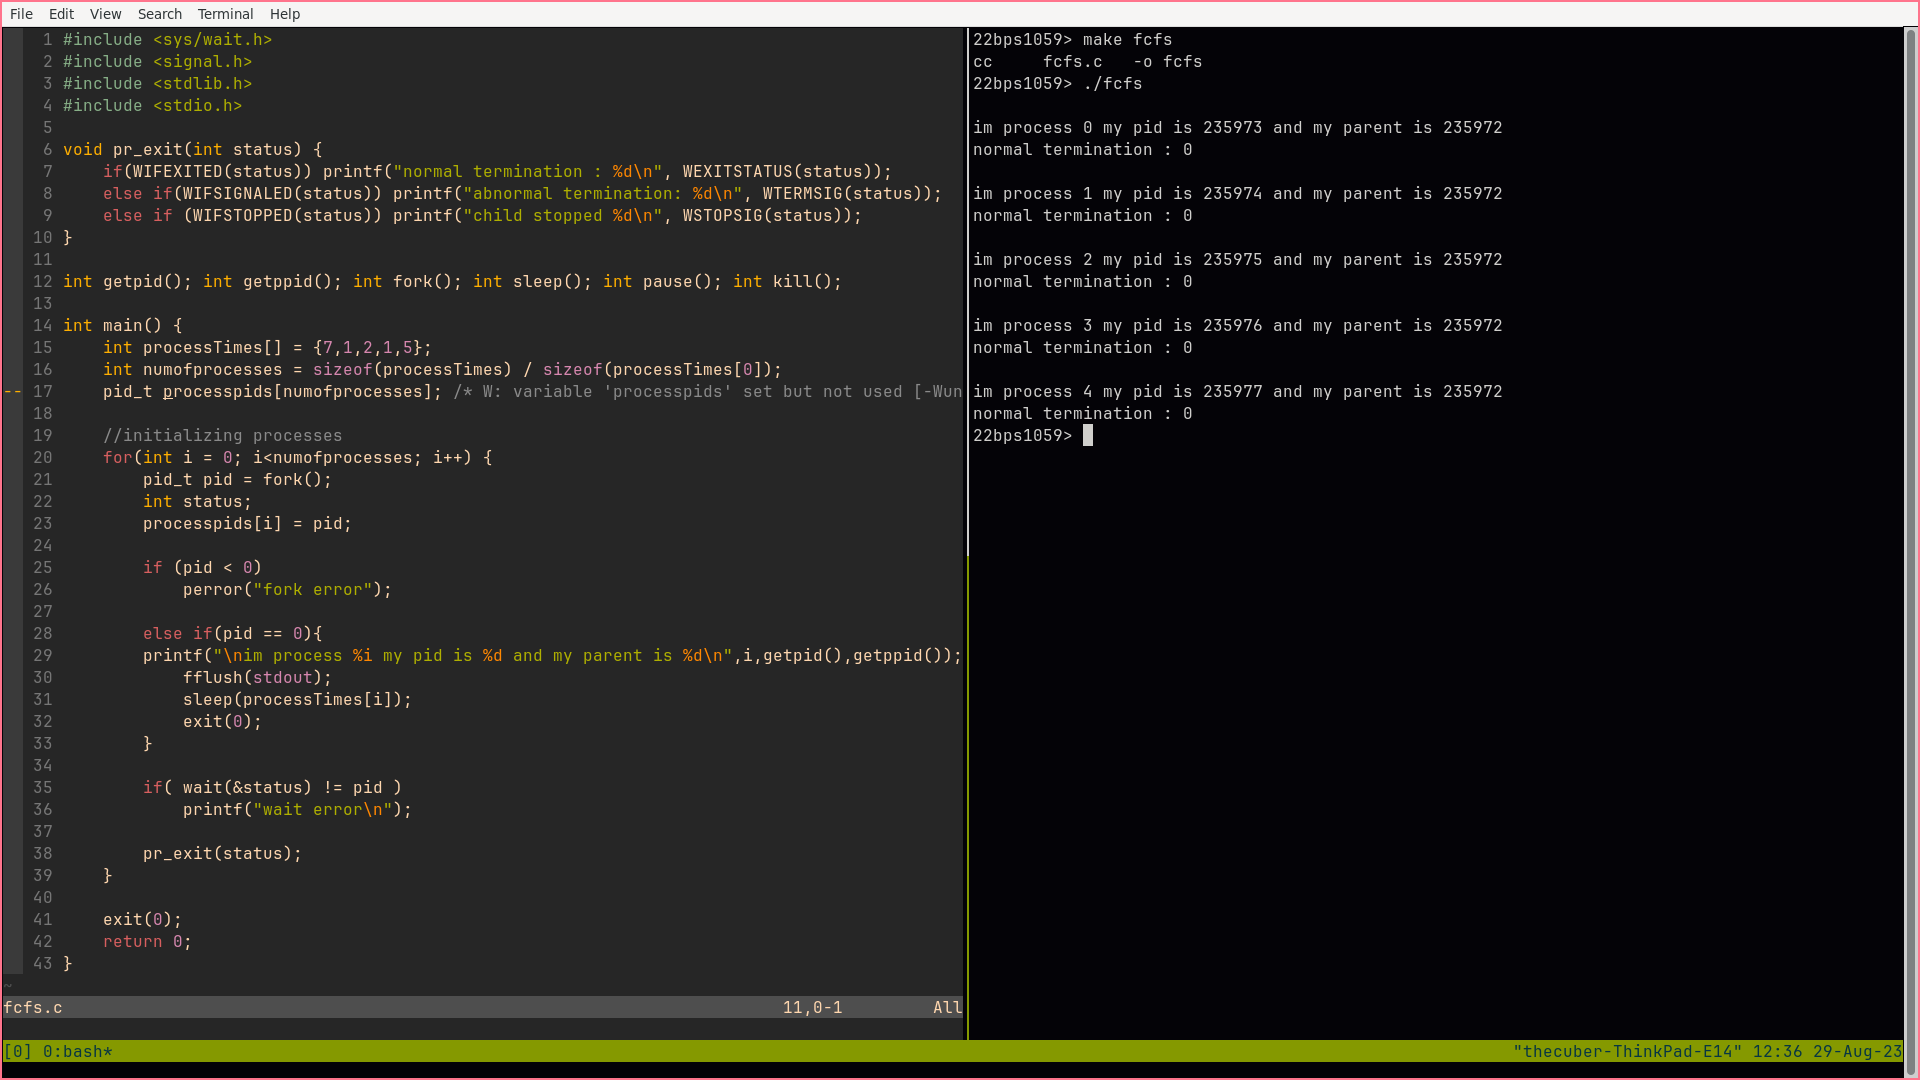 File Edit View Search Terminal Help
1 #include <sys/wait.h>
2 #include <signal.h>
3 #include <stdlib.h>
4 #include <stdio.h>
5
6 void pr_exit(int status) {
7     if(WIFEXITED(status)) printf("normal termination : %d\n", WEXITSTATUS(status));
8     else if(WIFSIGNALED(status)) printf("abnormal termination: %d\n", WTERMSIG(status));
9     else if (WIFSTOPPED(status)) printf("child stopped %d\n", WSTOPSIG(status));
10 }
11
12 int getpid(); int getppid(); int fork(); int sleep(); int pause(); int kill();
13
14 int main() {
15     int processTimes[] = {7,1,2,1,5};
16     int numofprocesses = sizeof(processTimes) / sizeof(processTimes[0]);
-- 17     pid_t processpids[numofprocesses]; /* W: variable 'processpids' set but not used [-Wun
18
19     //initializing processes
20     for(int i = 0; i<numofprocesses; i++) {
21         pid_t pid = fork();
22         int status;
23         processpids[i] = pid;
24
25         if (pid < 0)
26             perror("fork error");
27
28         else if(pid == 0){
29         printf("\nim process %i my pid is %d and my parent is %d\n",i,getpid(),getppid());
30             fflush(stdout);
31             sleep(processTimes[i]);
32             exit(0);
33         }
34
35         if( wait(&status) != pid )
36             printf("wait error\n");
37
38         pr_exit(status);
39     }
40
41     exit(0);
42     return 0;
43 }
~
fcfs.c 11,0-1 All
22bps1059> make fcfs
cc     fcfs.c   -o fcfs
22bps1059> ./fcfs
im process 0 my pid is 235973 and my parent is 235972
normal termination : 0
im process 1 my pid is 235974 and my parent is 235972
normal termination : 0
im process 2 my pid is 235975 and my parent is 235972
normal termination : 0
im process 3 my pid is 235976 and my parent is 235972
normal termination : 0
im process 4 my pid is 235977 and my parent is 235972
normal termination : 0
22bps1059>
[0] 0:bash* "thecuber-ThinkPad-E14" 12:36 29-Aug-23